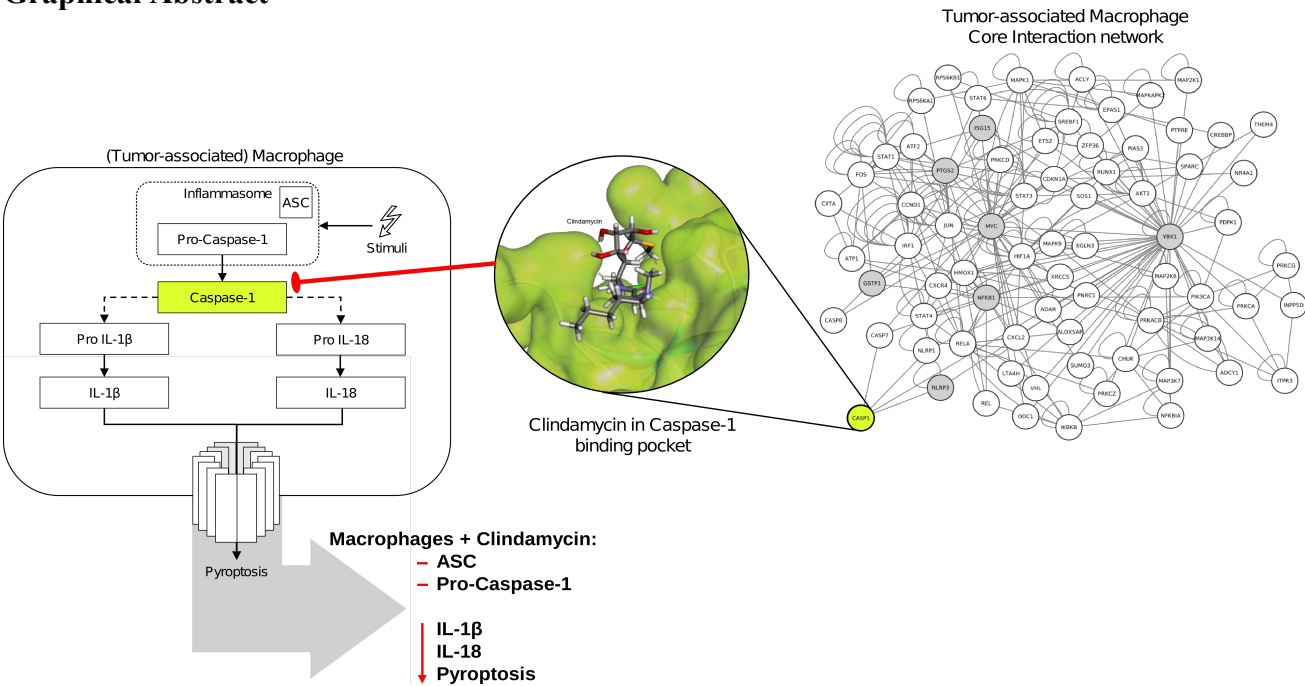 Graphical Abstract
(Tumor-associated) Macrophage
Inflammasome
ASC
Pro-Caspase-1
Stimuli
Caspase-1
Pro IL-1β
Pro IL-18
IL-1β
IL-18
Pyroptosis
Clindamycin
Clindamycin in Caspase-1
binding pocket
Macrophages + Clindamycin:
– ASC
– Pro-Caspase-1
IL-1β
IL-18
Pyroptosis
Tumor-associated Macrophage
Core Interaction network
RPS6KB1
MAPK1
ACLY
MAP2K1
RPS6KA1
STAT6
MAPKAPK2
EPAS1
ISG15
SREBF1
THEM4
PTPRE
CREBBP
ATF2
ETS2
ZFP36
PIAS3
STAT1
PRKCD
SPARC
FOS
PTGS2
CDKN1A
RUNX1
NR4A1
STAT3
SOS1
AKT1
CIITA
CCND1
JUN
MYC
PDPK1
YBX1
IRF1
MAPK9
EGLN3
ATF1
HIF1A
PRKCG
HMOX1
XRCC5
MAP2K6
GSTP1
CXCR4
NFKB1
PNRC1
PIK3CA
PRKCA
INPP5D
ADAR
CASP8
STAT4
ALOX5AP
PRKACB
CASP7
RELA
CXCL2
MAP3K14
NLRP1
CHUK
SUMO3
LTA4H
ADCY1
NLRP3
VHL
PRKCZ
MAP3K7
ITPR3
REL
ODC1
NFKBIA
CASP1
IKBKB